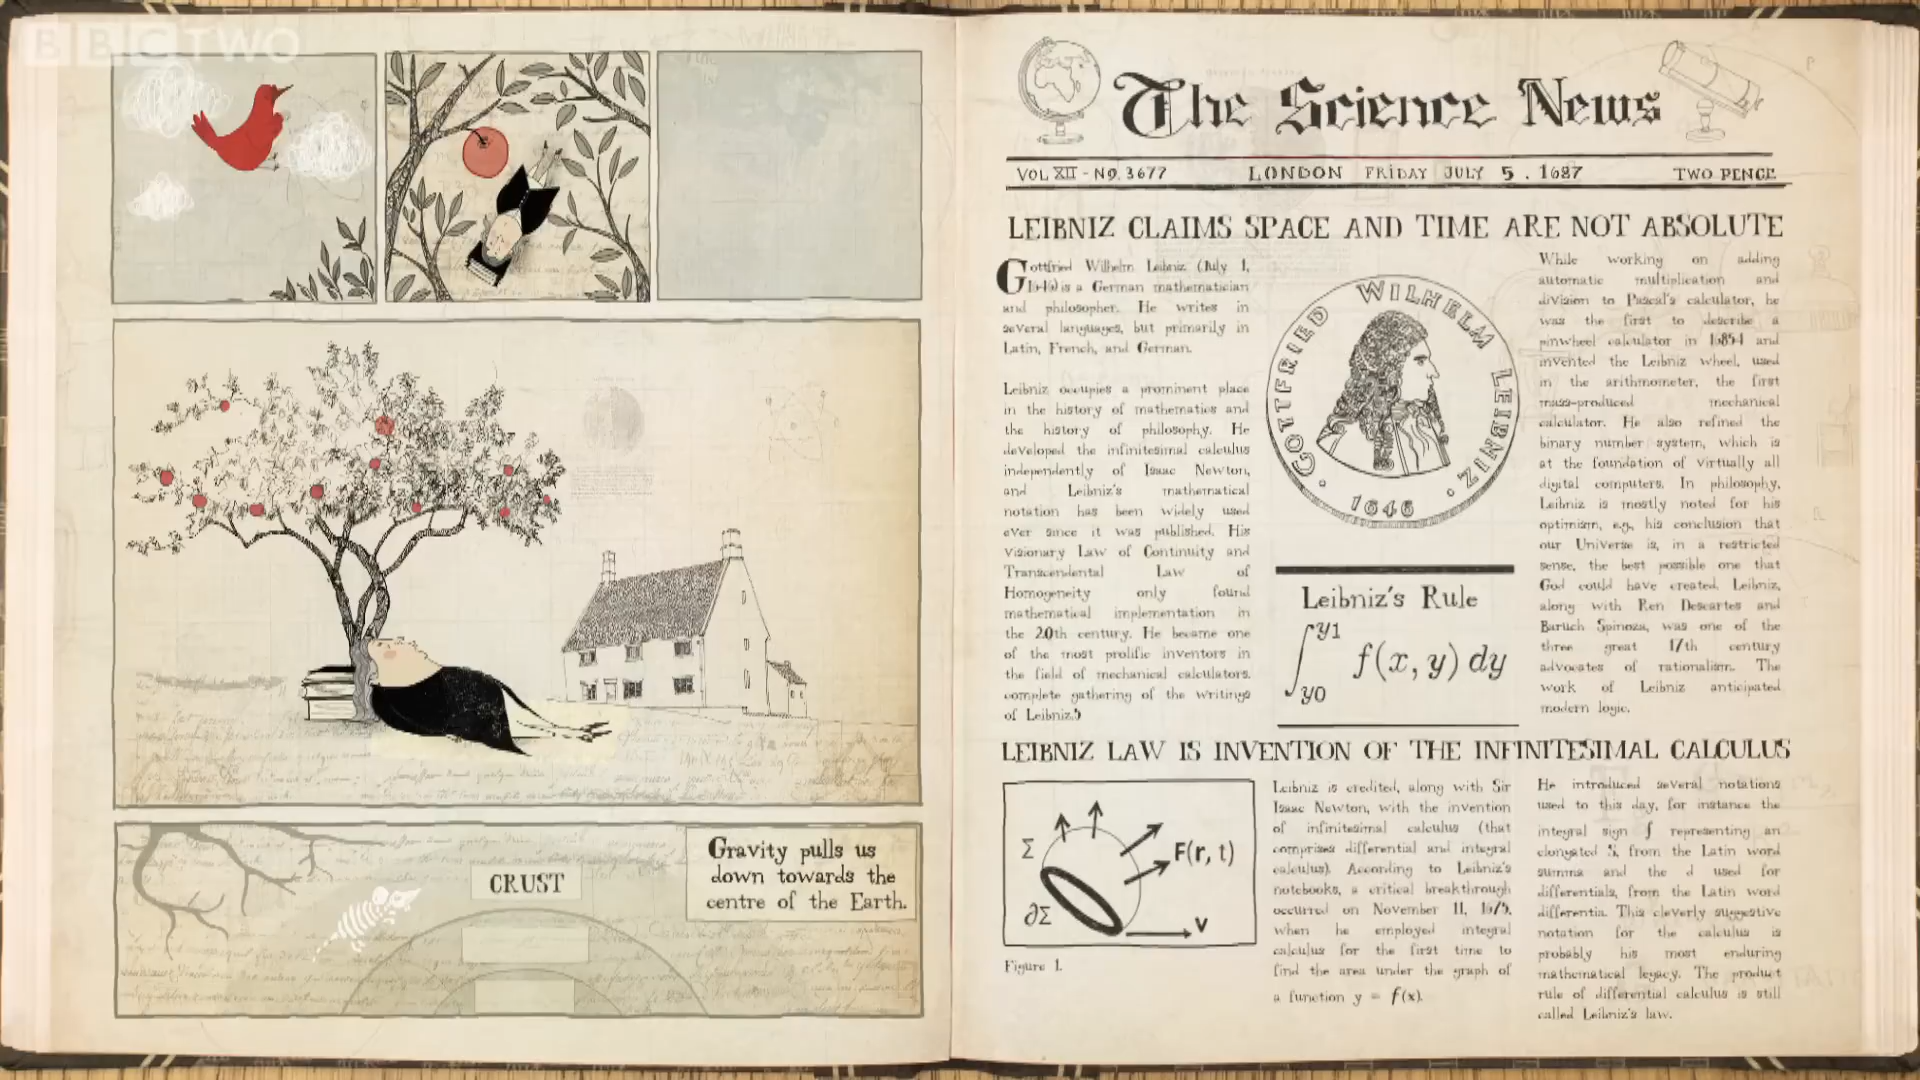 BBC TWO
CRUST
Gravity pulls us
down towards the
centre of the Earth.
The Science News
VOL XII - NO. 3677 LONDON FRIDAY JULY 5. 1687 TWO PENCE
LEIBNIZ CLAIMS SPACE AND TIME ARE NOT ABSOLUTE
Gottfried Wilhelm Leibniz (July 1,
1646) is a German mathematician
and philosopher. He writes in
several languages, but primarily in
Latin, French, and German.
Leibniz occupies a prominent place
in the history of mathematics and
the history of philosophy. He
developed the infinitesimal calculus
independently of Isaac Newton,
and Leibniz's mathematical
notation has been widely used
ever since it was published. His
visionary Law of Continuity and
Transcendental Law of
Homogeneity only found
mathematical implementation in
the 20th century. He became one
of the most prolific inventors in
the field of mechanical calculators.
complete gathering of the writings
of Leibniz.5
GOTTFRIED WILHELM LEIBNIZ
· 1646 ·
Leibniz's Rule
∫ y1 y0 f(x, y) dy
While working on adding
automatic multiplication and
division to Pascal's calculator, he
was the first to describe a
pinwheel calculator in 16854 and
invented the Leibniz wheel, used
in the arithmometer, the first
mass-produced mechanical
calculator. He also refined the
binary number system, which is
at the foundation of virtually all
digital computers. In philosophy,
Leibniz is mostly noted for his
optimism, e.g. his conclusion that
our Universe is, in a restricted
sense, the best possible one that
God could have created. Leibniz,
along with Ren Descartes and
Baruch Spinoza, was one of the
three great 17th century
advocates of rationalism. The
work of Leibniz anticipated
modern logic.
LEIBNIZ LAW IS INVENTION OF THE INFINITESIMAL CALCULUS
Σ
F(r, t)
∂Σ
v
Figure 1.
Leibniz is credited, along with Sir
Isaac Newton, with the invention
of infinitesimal calculus (that
comprises differential and integral
calculus). According to Leibniz's
notebooks, a critical breakthrough
occurred on November 11, 1675,
when he employed integral
calculus for the first time to
find the area under the graph of
a function y = f(x).
He introduced several notations
used to this day, for instance the
integral sign ∫ representing an
elongated S, from the Latin word
summa and the d used for
differentials, from the Latin word
differentia. This cleverly suggestive
notation for the calculus is
probably his most enduring
mathematical legacy. The product
rule of differential calculus is still
called Leibniz's law.